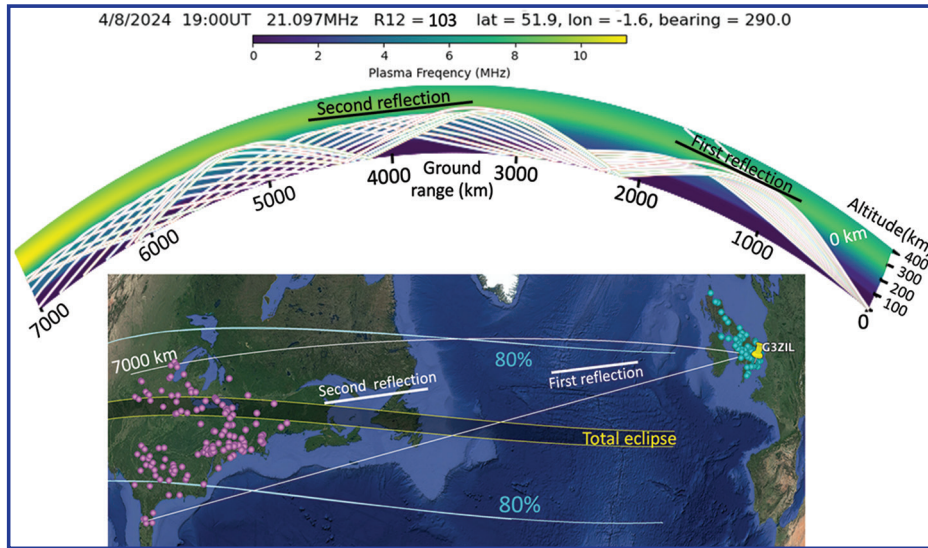 4/8/2024 19:00UT 21.097MHz R12 = 103 lat = 51.9, lon = -1.6, bearing = 290.0
0 2 4 6 8 10
Plasma Freqency (MHz)
Second reflection
First reflection
Ground
range (km)
Altitude(km)
0 km
400
300
200
100
7000
6000
5000
4000
3000
2000
1000
0
7000 km
80%
G3ZIL
Second reflection
First reflection
Total eclipse
80%